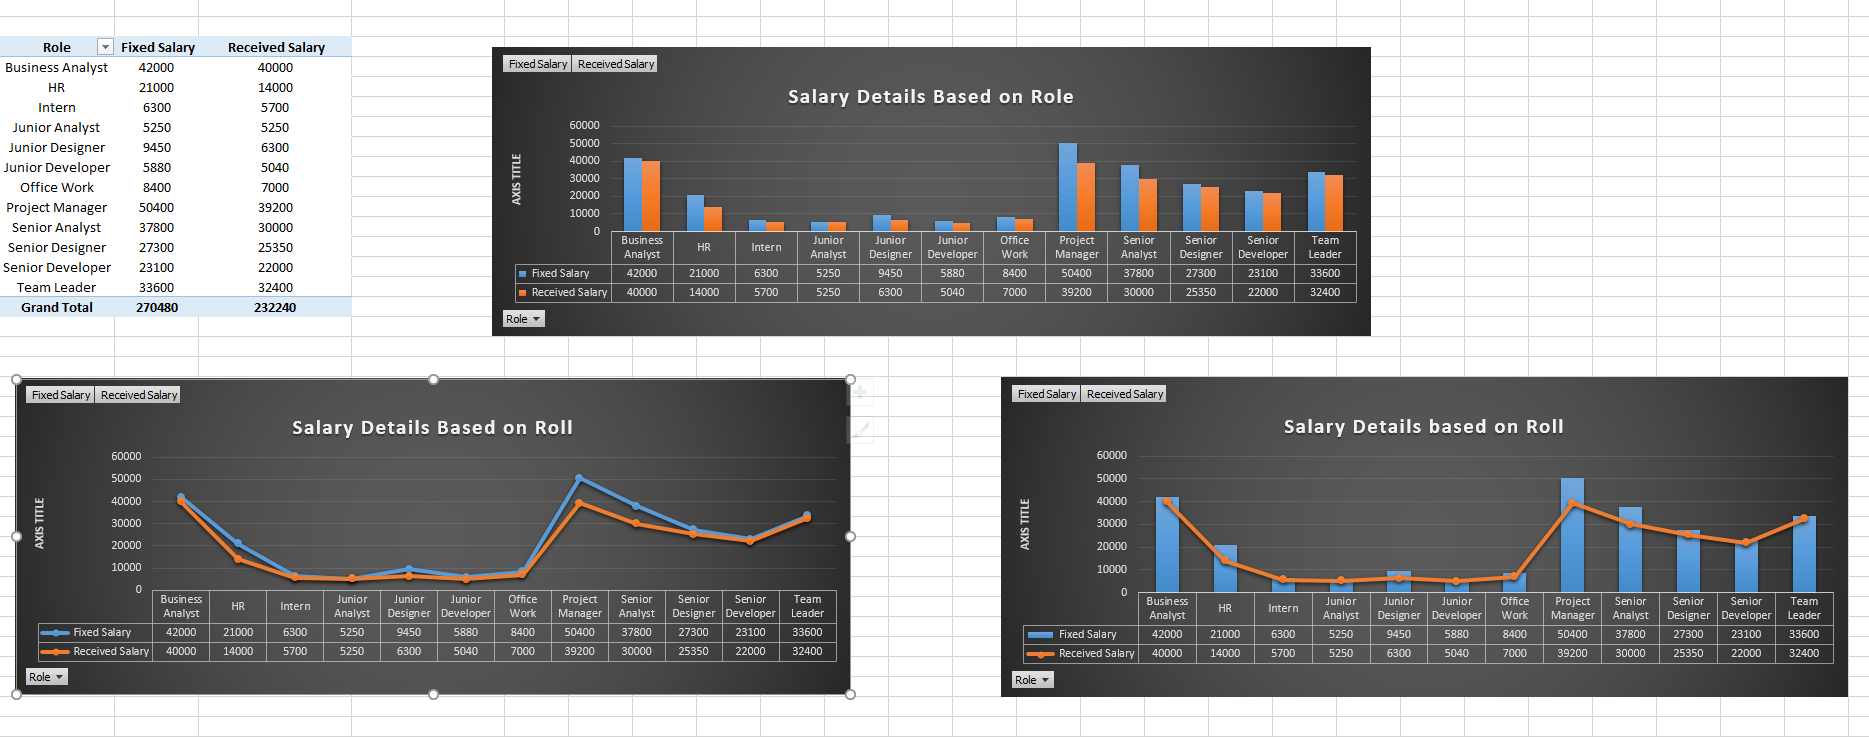 Role Fixed Salary Received Salary
Business Analyst 42000 40000
HR 21000 14000
Intern 6300 5700
Junior Analyst 5250 5250
Junior Designer 9450 6300
Junior Developer 5880 5040
Office Work 8400 7000
Project Manager 50400 39200
Senior Analyst 37800 30000
Senior Designer 27300 25350
Senior Developer 23100 22000
Team Leader 33600 32400
Grand Total 270480 232240
Fixed Salary Received Salary
Salary Details Based on Role
AXIS TITLE
60000
50000
40000
30000
20000
10000
0
Business HR Intern Junior Junior Junior Office Project Senior Senior Senior Team
Analyst Analyst Designer Developer Work Manager Analyst Designer Developer Leader
Fixed Salary 42000 21000 6300 5250 9450 5880 8400 50400 37800 27300 23100 33600
Received Salary 40000 14000 5700 5250 6300 5040 7000 39200 30000 25350 22000 32400
Role
Fixed Salary Received Salary
Salary Details Based on Roll
AXIS TITLE
60000
50000
40000
30000
20000
10000
0
Business HR Intern Junior Junior Junior Office Project Senior Senior Senior Team
Analyst Analyst Designer Developer Work Manager Analyst Designer Developer Leader
Fixed Salary 42000 21000 6300 5250 9450 5880 8400 50400 37800 27300 23100 33600
Received Salary 40000 14000 5700 5250 6300 5040 7000 39200 30000 25350 22000 32400
Role
Fixed Salary Received Salary
Salary Details based on Roll
AXIS TITLE
60000
50000
40000
30000
20000
10000
0
Business HR Intern Junior Junior Junior Office Project Senior Senior Senior Team
Analyst Analyst Designer Developer Work Manager Analyst Designer Developer Leader
Fixed Salary 42000 21000 6300 5250 9450 5880 8400 50400 37800 27300 23100 33600
Received Salary 40000 14000 5700 5250 6300 5040 7000 39200 30000 25350 22000 32400
Role